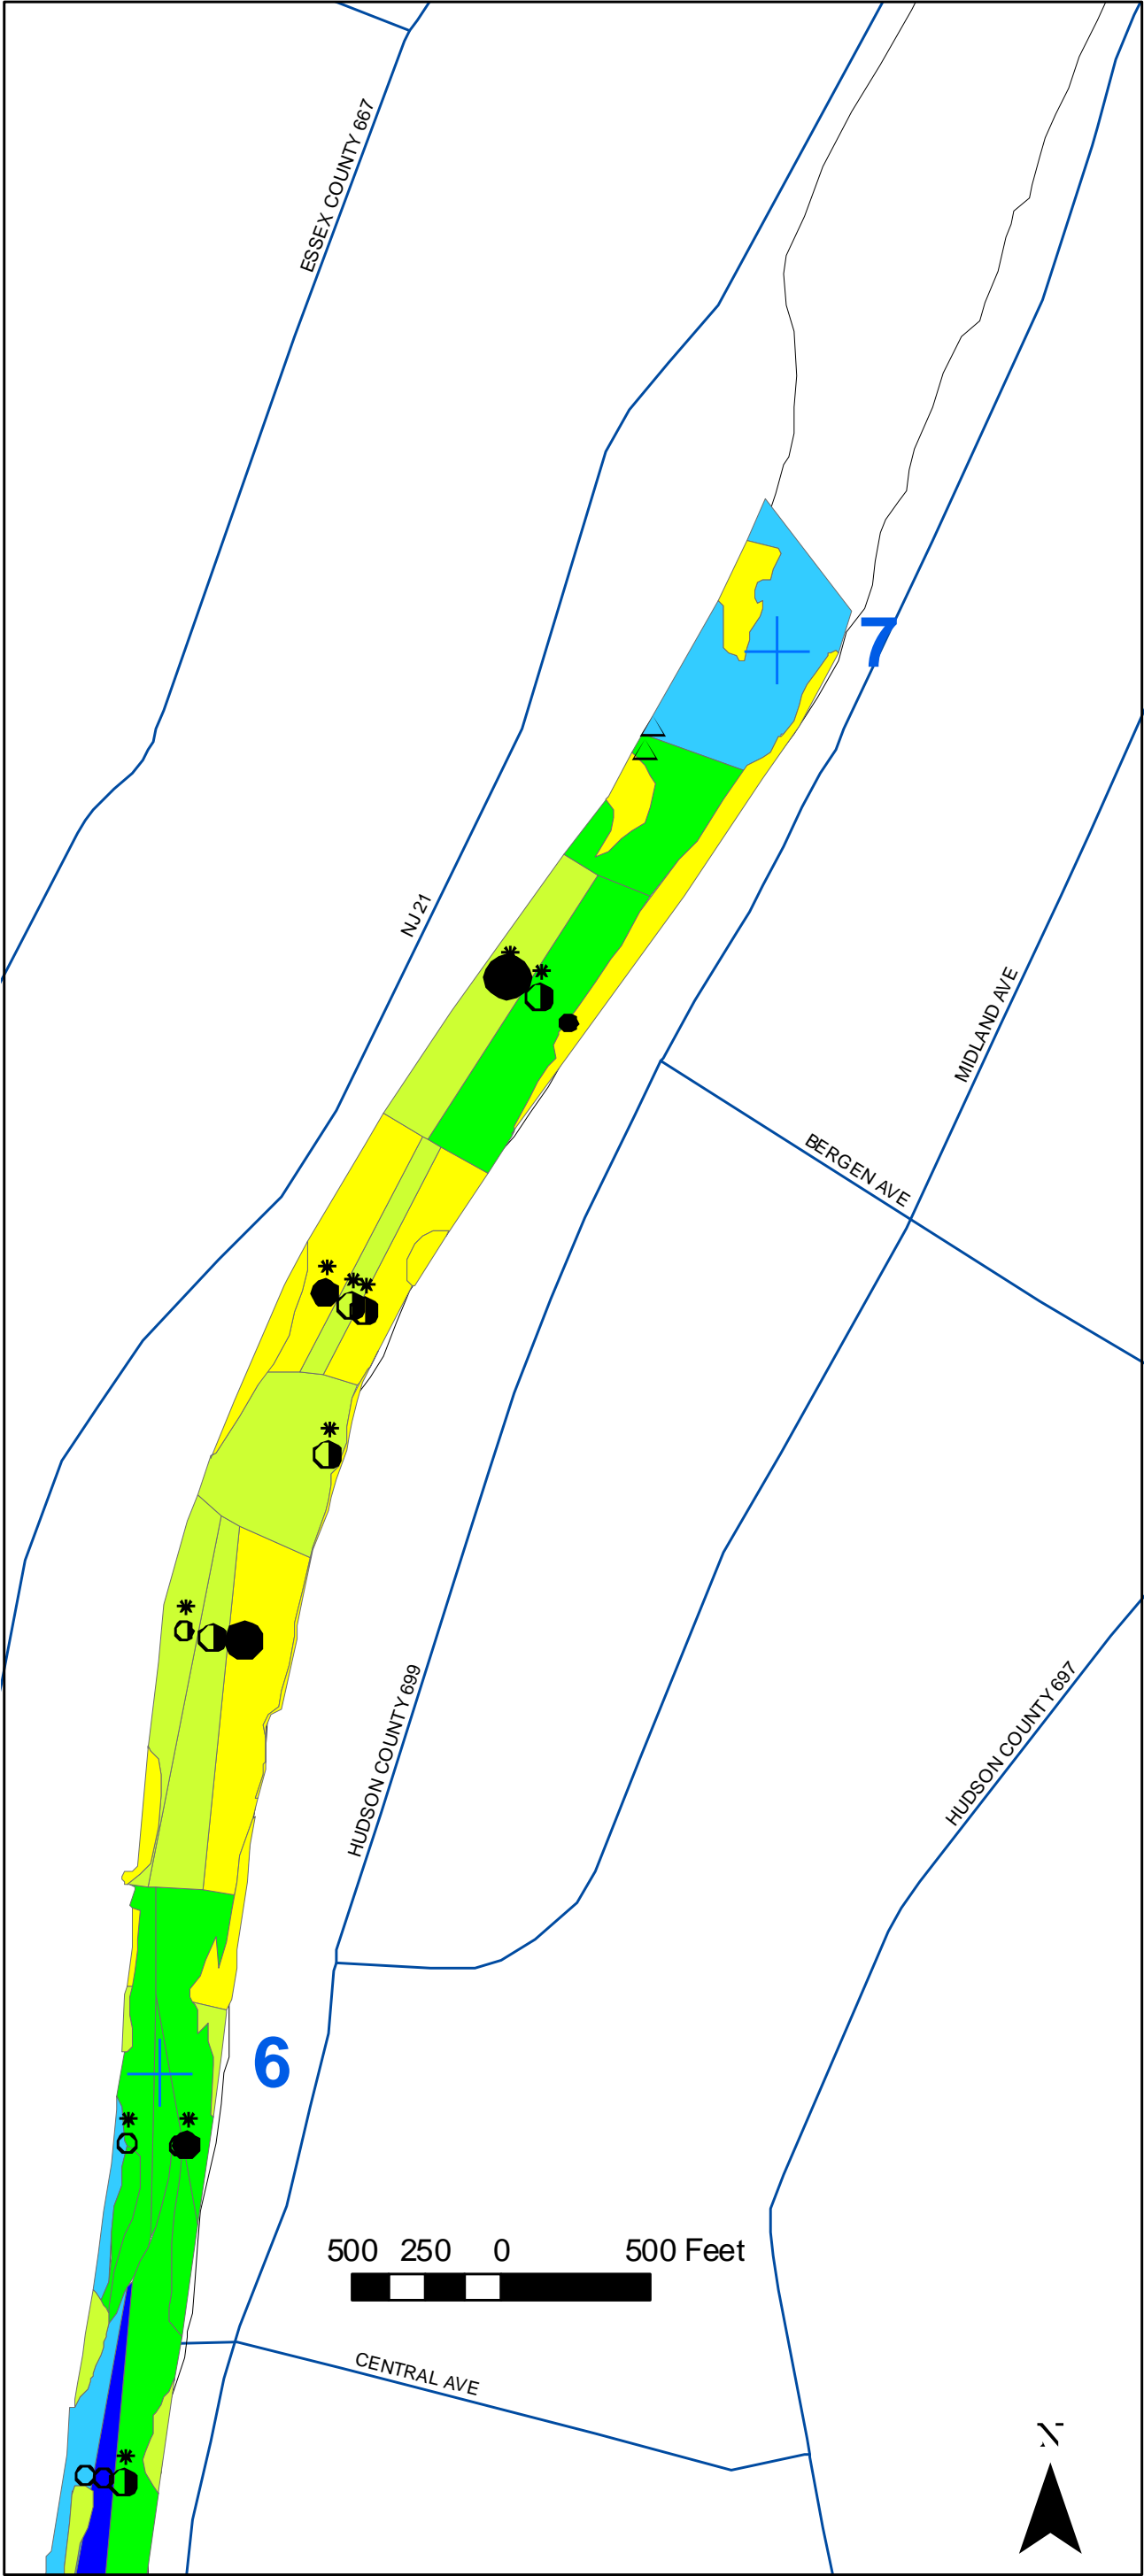 ESSEX COUNTY 667
7
NJ 21
MIDLAND AVE
BERGEN AVE
HUDSON COUNTY 699
HUDSON COUNTY 697
6
500 250 0 500 Feet
CENTRAL AVE